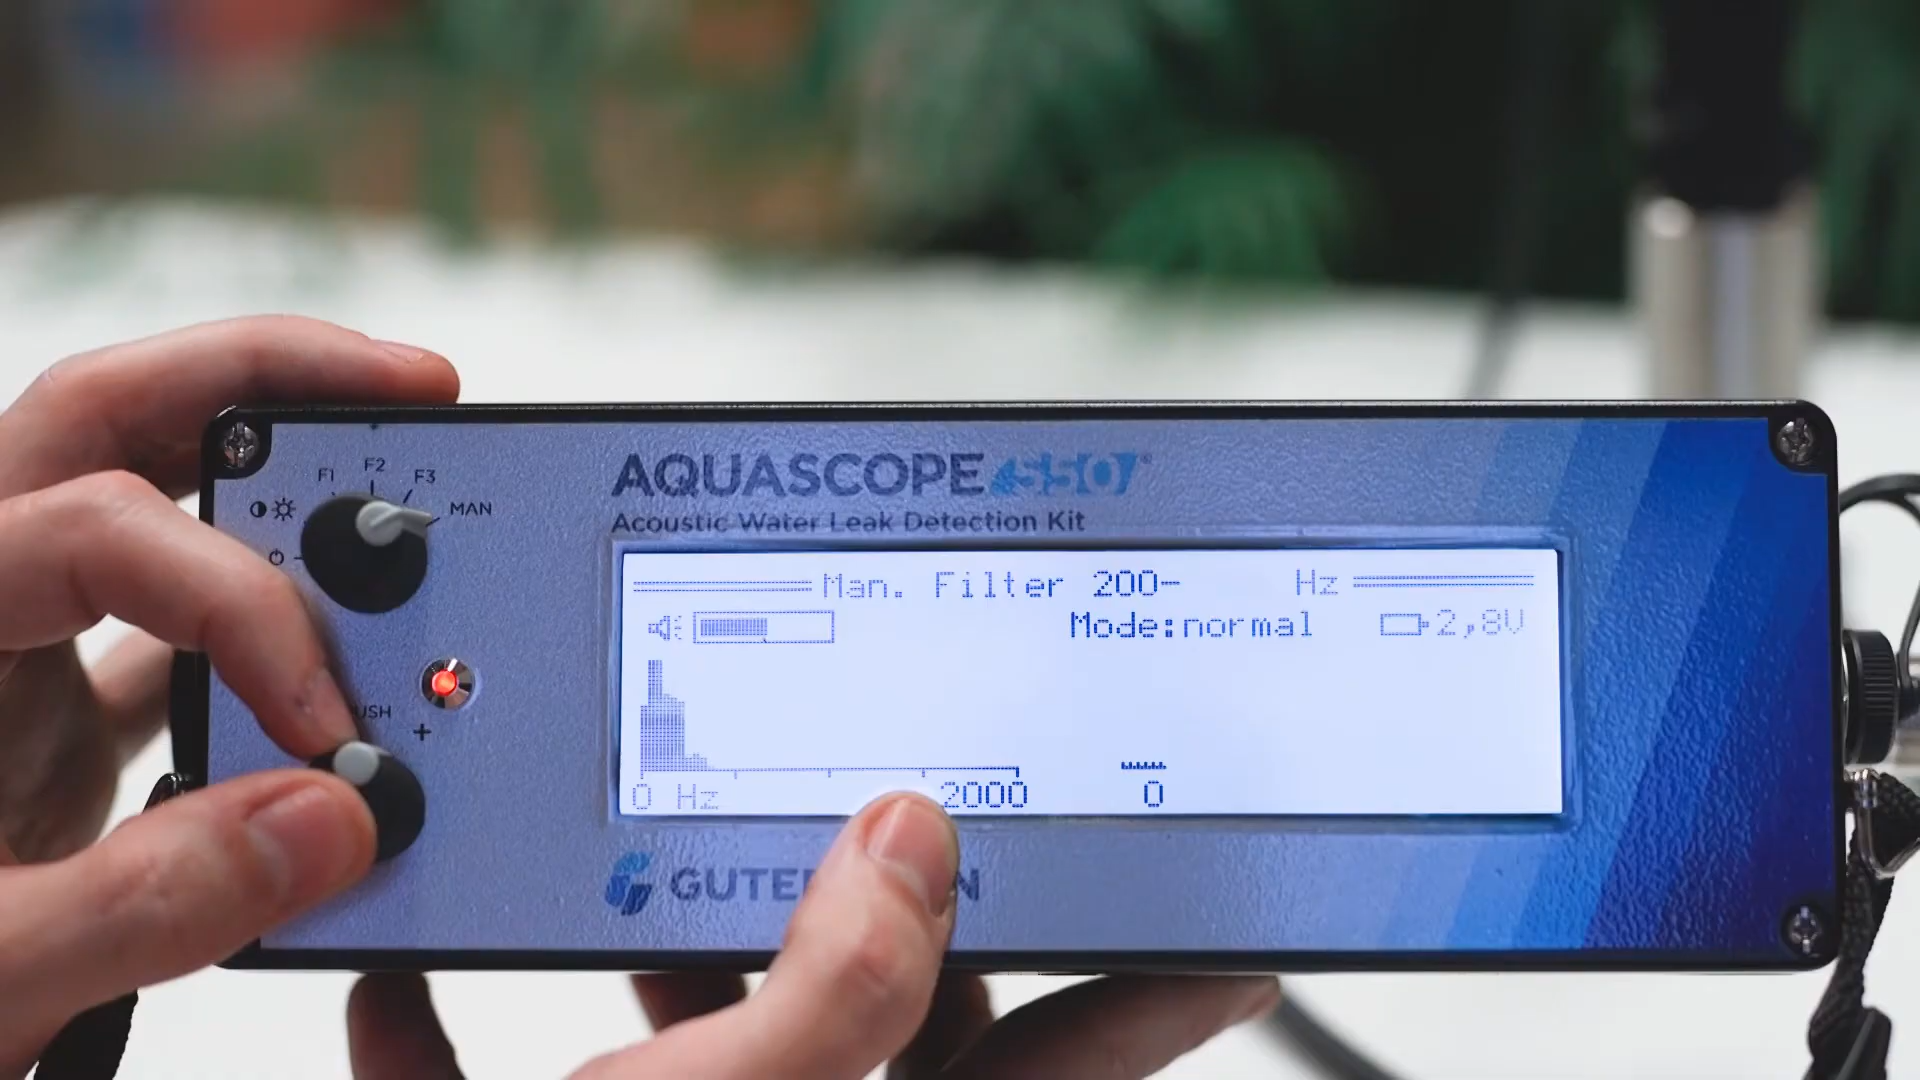 F1 F2 F3 MAN
AQUASCOPE 550®
Acoustic Water Leak Detection Kit
Man. Filter 200- Hz
Mode:normal 2,8V
+
0 Hz 2000 0